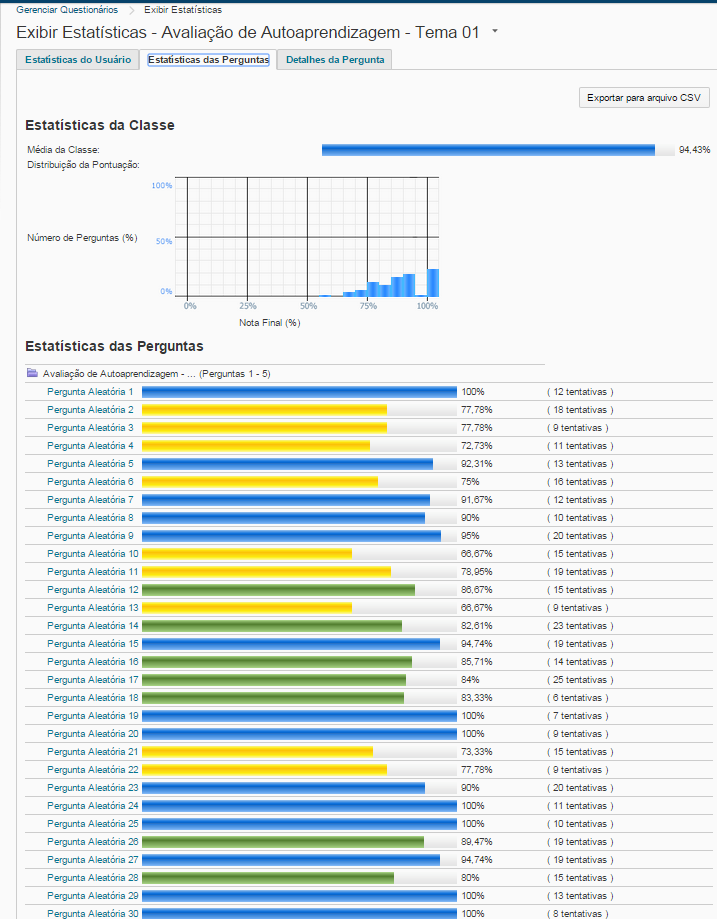 Gerenciar Questionários > Exibir Estatísticas
Exibir Estatísticas - Avaliação de Autoaprendizagem - Tema 01
Estatísticas do Usuário Estatísticas das Perguntas Detalhes da Pergunta
Exportar para arquivo CSV
Estatísticas da Classe
Média da Classe: 94,43%
Distribuição da Pontuação:
100%
Número de Perguntas (%) 50%
0%
0% 25% 50% 75% 100%
Nota Final (%)
Estatísticas das Perguntas
Avaliação de Autoaprendizagem - ... (Perguntas 1 - 5)
Pergunta Aleatória 1 100% ( 12 tentativas )
Pergunta Aleatória 2 77,78% ( 18 tentativas )
Pergunta Aleatória 3 77,78% ( 9 tentativas )
Pergunta Aleatória 4 72,73% ( 11 tentativas )
Pergunta Aleatória 5 92,31% ( 13 tentativas )
Pergunta Aleatória 6 75% ( 16 tentativas )
Pergunta Aleatória 7 91,67% ( 12 tentativas )
Pergunta Aleatória 8 90% ( 10 tentativas )
Pergunta Aleatória 9 95% ( 20 tentativas )
Pergunta Aleatória 10 66,67% ( 15 tentativas )
Pergunta Aleatória 11 78,95% ( 19 tentativas )
Pergunta Aleatória 12 86,67% ( 15 tentativas )
Pergunta Aleatória 13 66,67% ( 9 tentativas )
Pergunta Aleatória 14 82,61% ( 23 tentativas )
Pergunta Aleatória 15 94,74% ( 19 tentativas )
Pergunta Aleatória 16 85,71% ( 14 tentativas )
Pergunta Aleatória 17 84% ( 25 tentativas )
Pergunta Aleatória 18 83,33% ( 6 tentativas )
Pergunta Aleatória 19 100% ( 7 tentativas )
Pergunta Aleatória 20 100% ( 9 tentativas )
Pergunta Aleatória 21 73,33% ( 15 tentativas )
Pergunta Aleatória 22 77,78% ( 9 tentativas )
Pergunta Aleatória 23 90% ( 20 tentativas )
Pergunta Aleatória 24 100% ( 11 tentativas )
Pergunta Aleatória 25 100% ( 10 tentativas )
Pergunta Aleatória 26 89,47% ( 19 tentativas )
Pergunta Aleatória 27 94,74% ( 19 tentativas )
Pergunta Aleatória 28 80% ( 15 tentativas )
Pergunta Aleatória 29 100% ( 13 tentativas )
Pergunta Aleatória 30 100% ( 8 tentativas )